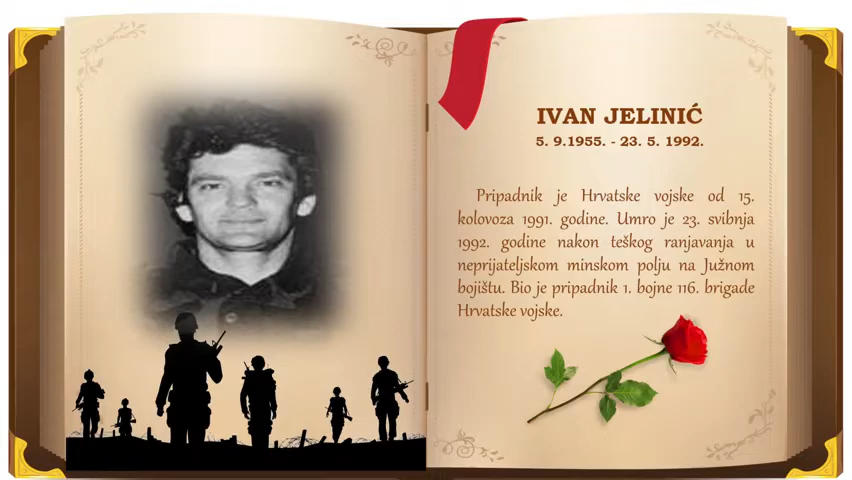 IVAN JELINIĆ
5. 9.1955. - 23. 5. 1992.
Pripadnik je Hrvatske vojske od 15.
kolovoza 1991. godine. Umro je 23. svibnja
1992. godine nakon teškog ranjavanja u
neprijateljskom minskom polju na Južnom
bojištu. Bio je pripadnik 1. bojne 116. brigade
Hrvatske vojske.